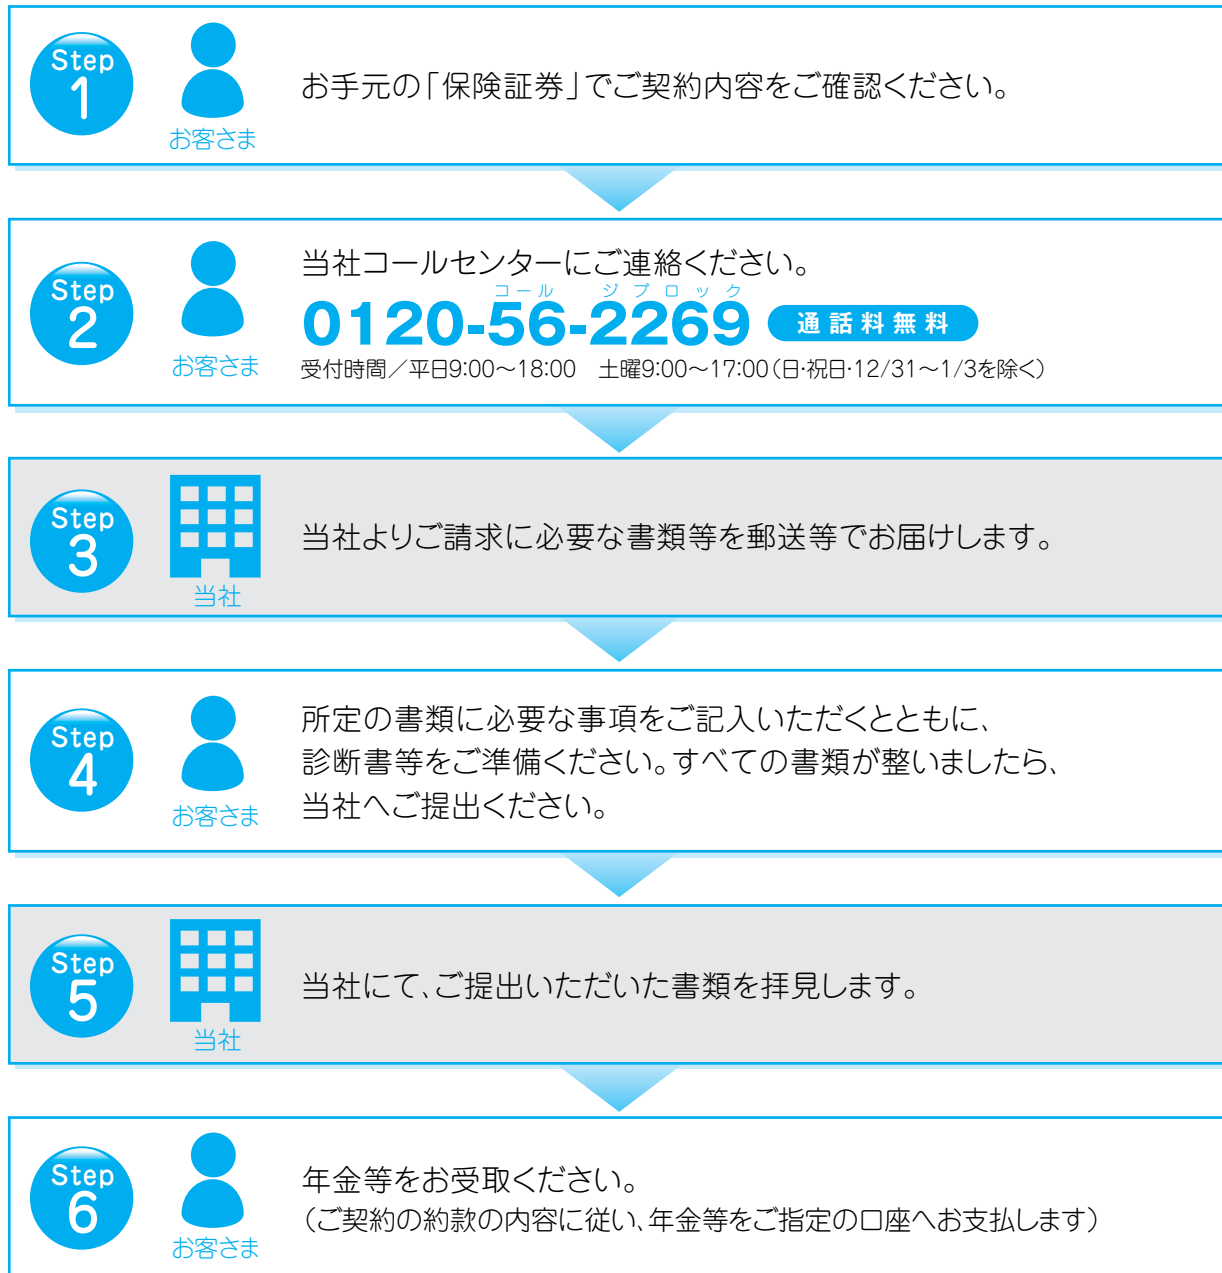 Step
1
お客さま
お手元の「保険証券」でご契約内容をご確認ください。
Step
2
お客さま
当社コールセンターにご連絡ください。
コール ジブロック
0120-56-2269 通話料無料
受付時間／平日9:00～18:00　土曜9:00～17:00（日・祝日・12/31～1/3を除く）
Step
3
当社
当社よりご請求に必要な書類等を郵送等でお届けします。
Step
4
お客さま
所定の書類に必要な事項をご記入いただくとともに、
診断書等をご準備ください。すべての書類が整いましたら、
当社へご提出ください。
Step
5
当社
当社にて、ご提出いただいた書類を拝見します。
Step
6
お客さま
年金等をお受取ください。
（ご契約の約款の内容に従い、年金等をご指定の口座へお支払します）